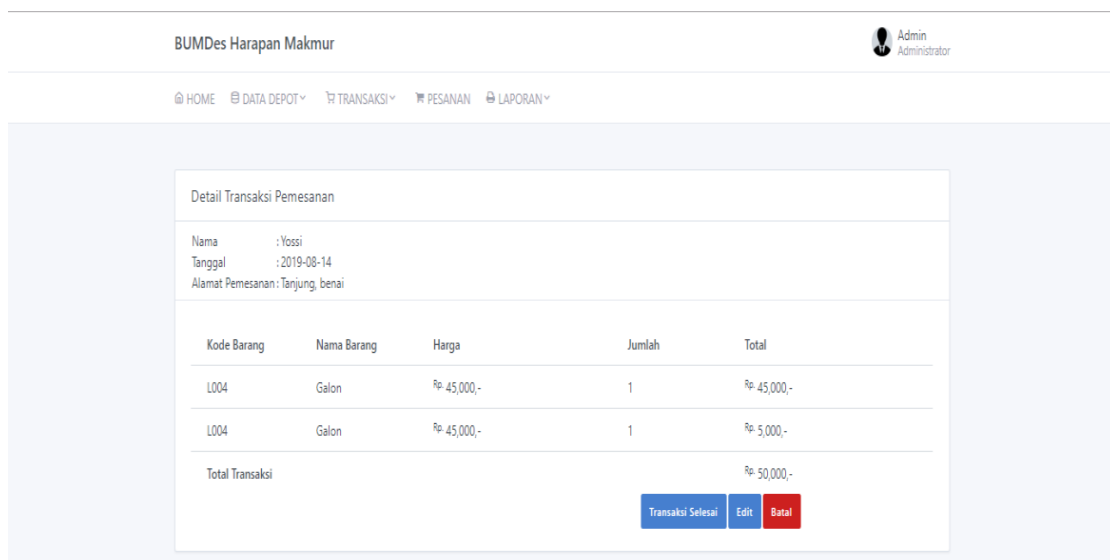 BUMDes Harapan Makmur
Admin
Administrator
HOME DATA DEPOT TRANSAKSI PESANAN LAPORAN
Detail Transaksi Pemesanan
Nama : Yossi
Tanggal : 2019-08-14
Alamat Pemesanan : Tanjung, benai
Kode Barang Nama Barang Harga Jumlah Total
L004 Galon Rp. 45,000,- 1 Rp. 45,000,-
L004 Galon Rp. 45,000,- 1 Rp. 5,000,-
Total Transaksi Rp. 50,000,-
Transaksi Selesai Edit Batal